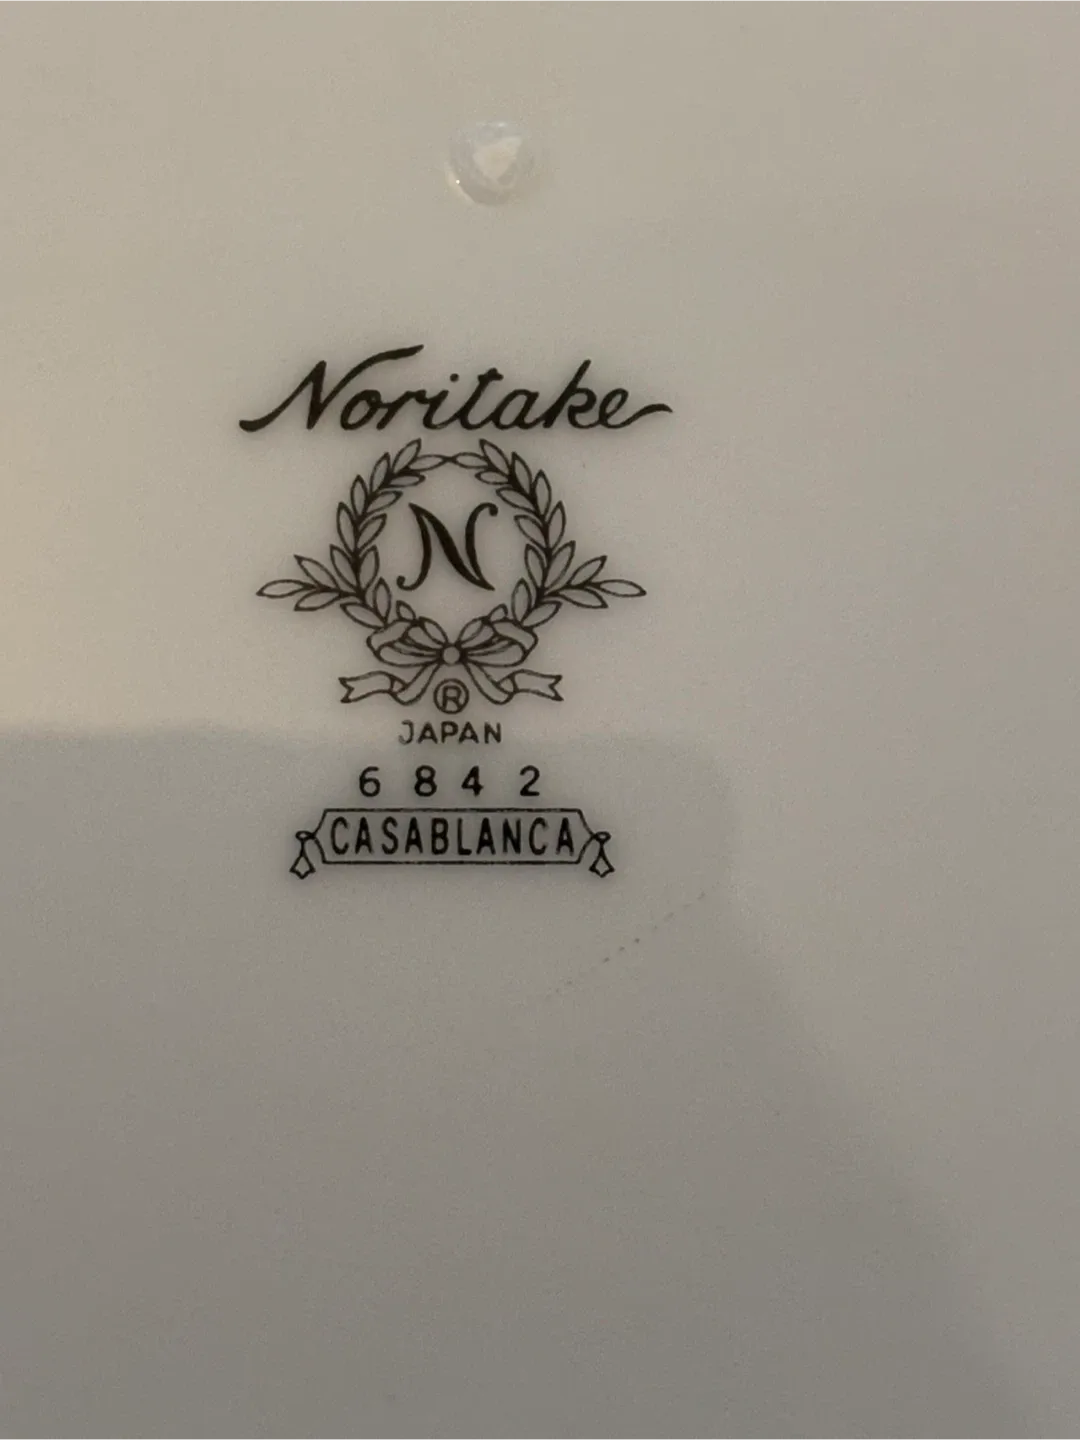 Noritake
N
®
JAPAN
6842
CASABLANCA